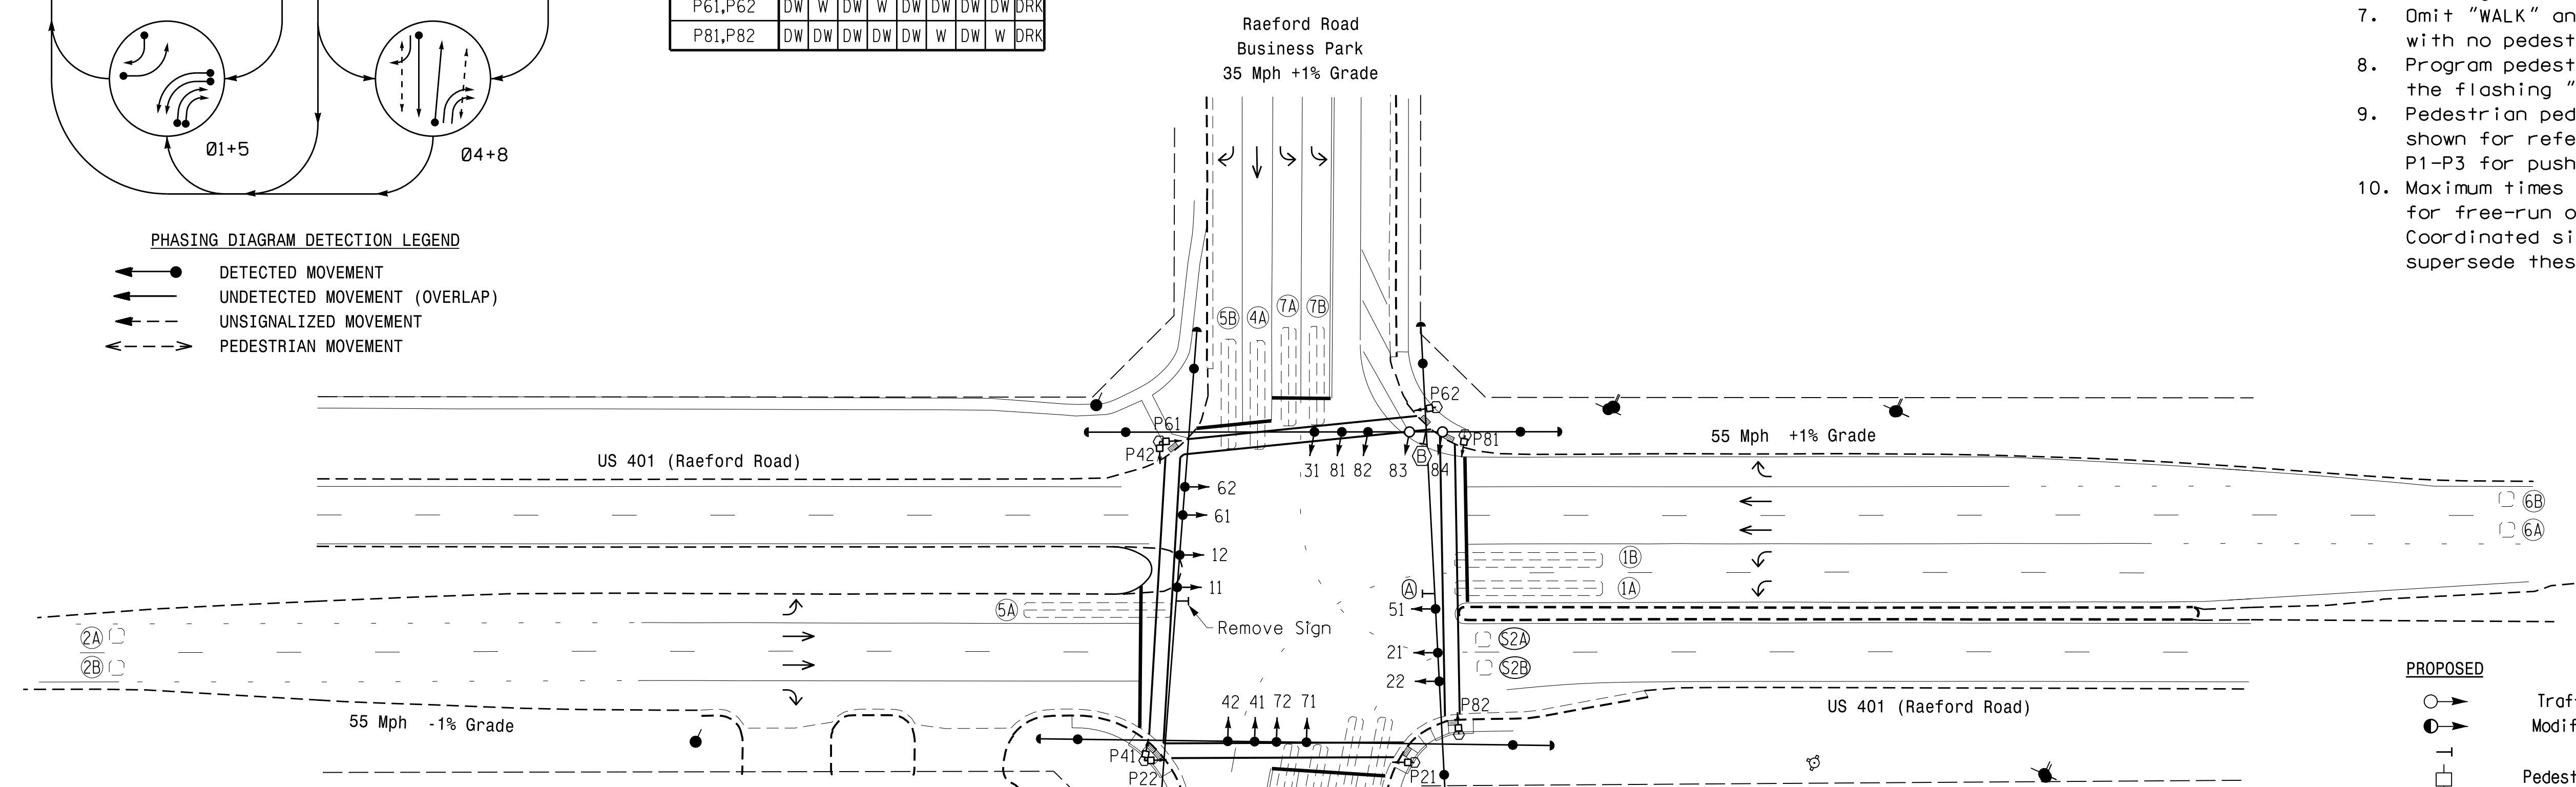 P61,P62 DW W DW W DW DW DW DW DRK
P81,P82 DW DW DW DW DW W DW W DRK
Ø1+5
Ø4+8
PHASING DIAGRAM DETECTION LEGEND
DETECTED MOVEMENT
UNDETECTED MOVEMENT (OVERLAP)
UNSIGNALIZED MOVEMENT
PEDESTRIAN MOVEMENT
Raeford Road
Business Park
35 Mph +1% Grade
7. Omit "WALK" an
with no pedest
8. Program pedest
the flashing "
9. Pedestrian ped
shown for refe
P1-P3 for push
10. Maximum times
for free-run o
Coordinated si
supersede thes
5B 4A 7A 7B
P62
P61
P42
P81
B
31 81 82 83 84
US 401 (Raeford Road)
55 Mph +1% Grade
62
61
12
11
6B
6A
1B
1A
A
5A
51
Remove Sign
2A
2B
21
22
S2A
S2B
42 41 72 71
P82
55 Mph -1% Grade
US 401 (Raeford Road)
P41
P22
P21
PROPOSED
Traf
Modif
Pedest